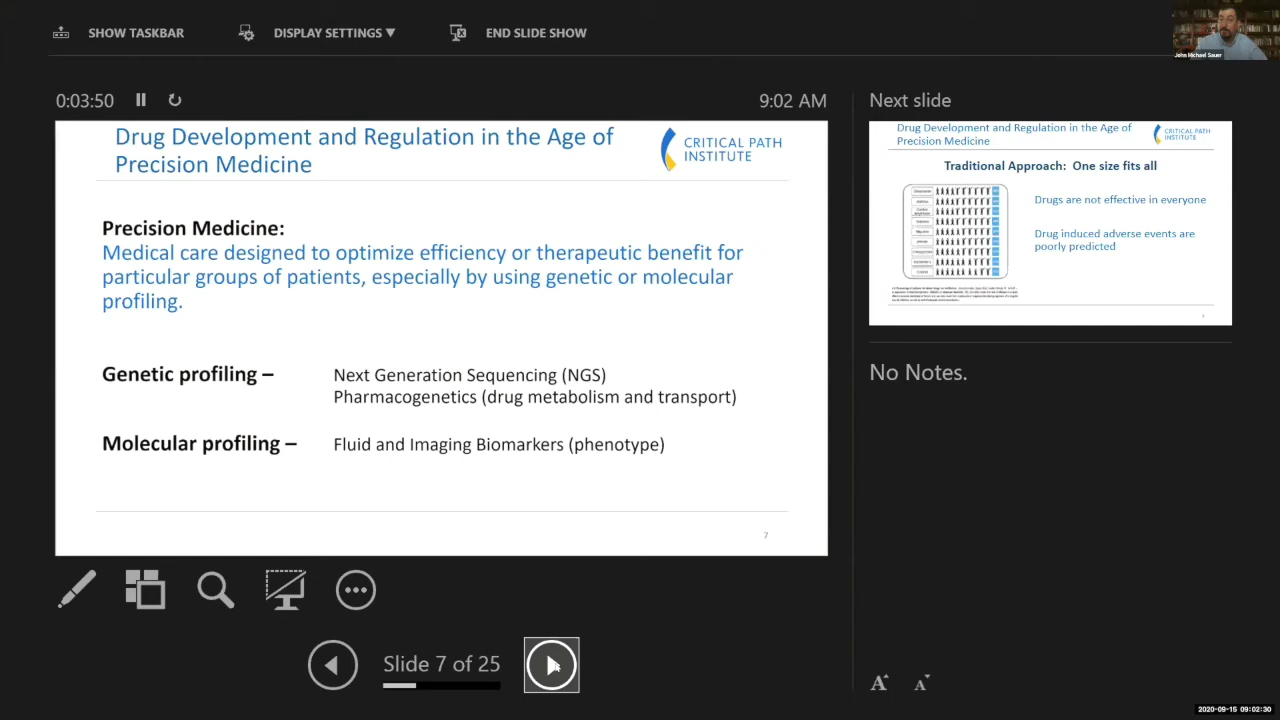 SHOW TASKBAR
DISPLAY SETTINGS ▼
END SLIDE SHOW
John Michael Sauer
0:03:50
9:02 AM
Drug Development and Regulation in the Age of
Precision Medicine
CRITICAL PATH
INSTITUTE
Precision Medicine:
Medical care designed to optimize efficiency or therapeutic benefit for
particular groups of patients, especially by using genetic or molecular
profiling.
Genetic profiling – Next Generation Sequencing (NGS)
Pharmacogenetics (drug metabolism and transport)
Molecular profiling – Fluid and Imaging Biomarkers (phenotype)
7
Slide 7 of 25
Next slide
Drug Development and Regulation in the Age of
Precision Medicine
CRITICAL PATH
INSTITUTE
Traditional Approach: One size fits all
Drugs are not effective in everyone
Drug induced adverse events are
poorly predicted
No Notes.
A A
2020-09-15 09:02:30